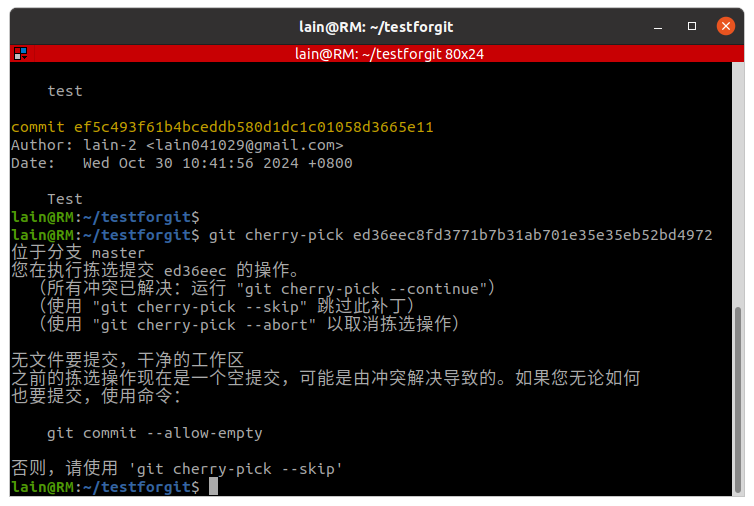 lain@RM: ~/testforgit
lain@RM: ~/testforgit 80x24
test
commit ef5c493f61b4bceddb580d1dc1c01058d3665e11
Author: lain-2 <lain041029@gmail.com>
Date:   Wed Oct 30 10:41:56 2024 +0800
Test
lain@RM:~/testforgit$
lain@RM:~/testforgit$ git cherry-pick ed36eec8fd3771b7b31ab701e35e35eb52bd4972
位于分支 master
您在执行拣选提交 ed36eec 的操作。
（所有冲突已解决：运行 "git cherry-pick --continue"）
（使用 "git cherry-pick --skip" 跳过此补丁）
（使用 "git cherry-pick --abort" 以取消拣选操作）
无文件要提交，干净的工作区
之前的拣选操作现在是一个空提交，可能是由冲突解决导致的。如果您无论如何
也要提交，使用命令：
git commit --allow-empty
否则，请使用 'git cherry-pick --skip'
lain@RM:~/testforgit$